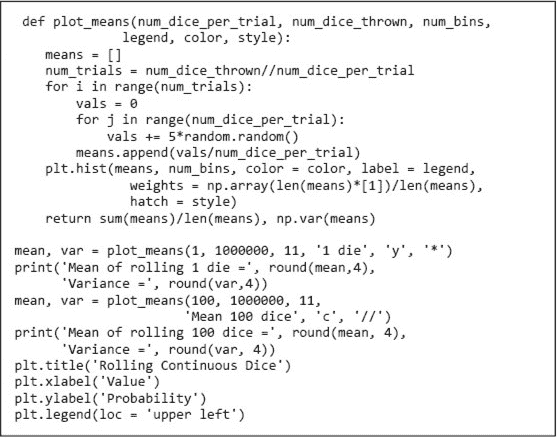 def plot_means(num_dice_per_trial, num_dice_thrown, num_bins,
               legend, color, style):
    means = []
    num_trials = num_dice_thrown//num_dice_per_trial
    for i in range(num_trials):
        vals = 0
        for j in range(num_dice_per_trial):
            vals += 5*random.random()
        means.append(vals/num_dice_per_trial)
    plt.hist(means, num_bins, color = color, label = legend,
             weights = np.array(len(means)*[1])/len(means),
             hatch = style)
    return sum(means)/len(means), np.var(means)

mean, var = plot_means(1, 1000000, 11, '1 die', 'y', '*')
print('Mean of rolling 1 die =', round(mean,4),
      'Variance =', round(var,4))
mean, var = plot_means(100, 1000000, 11,
                       'Mean 100 dice', 'c', '//')
print('Mean of rolling 100 dice =', round(mean, 4),
      'Variance =', round(var, 4))
plt.title('Rolling Continuous Dice')
plt.xlabel('Value')
plt.ylabel('Probability')
plt.legend(loc = 'upper left')